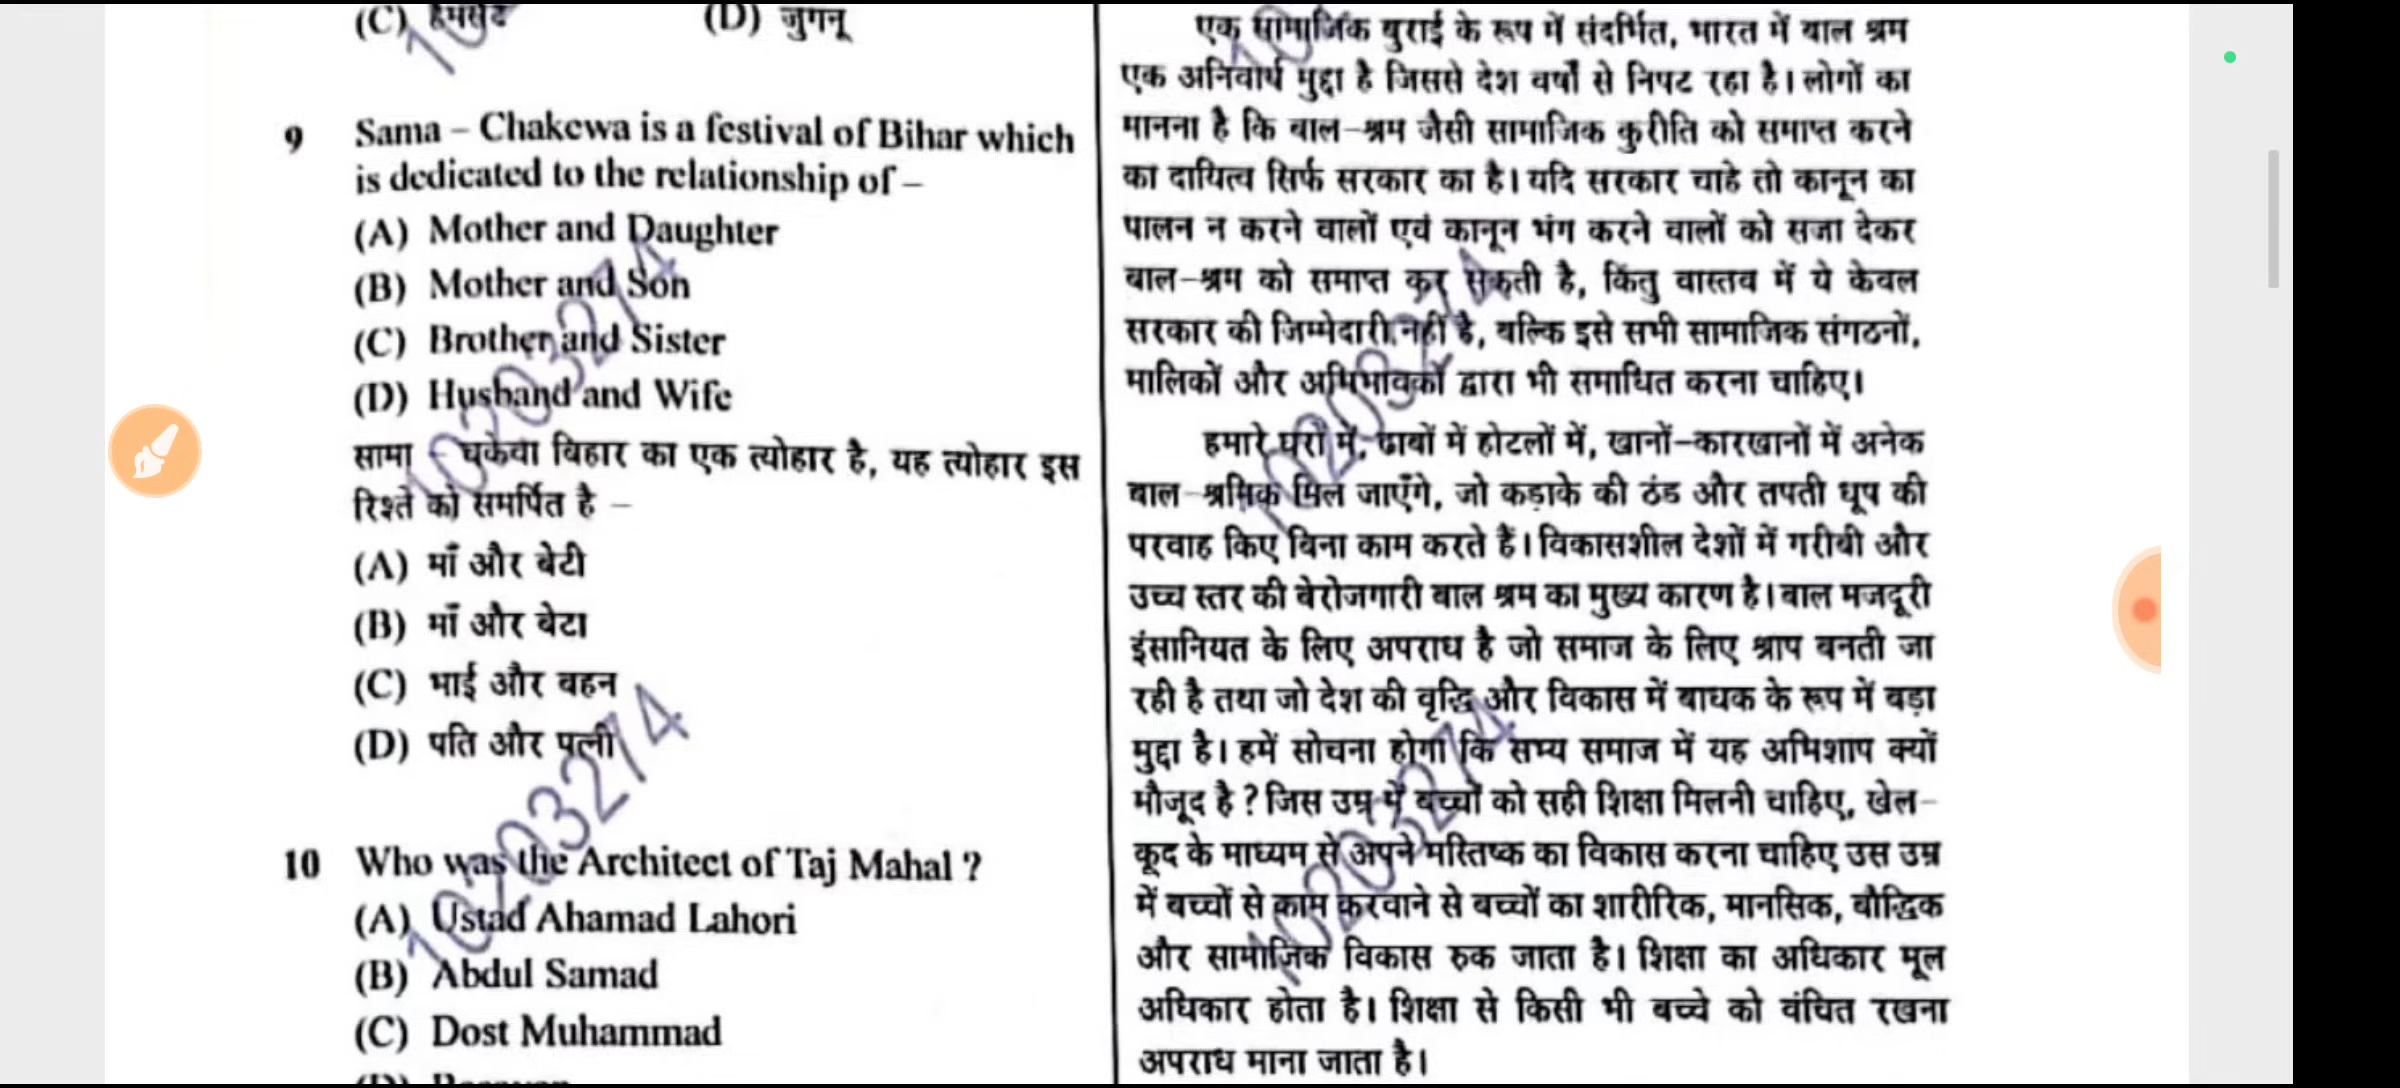 (C)
(D) जुगनू
9 Sama – Chakewa is a festival of Bihar which
is dedicated to the relationship of –
(A) Mother and Daughter
(B) Mother and Son
(C) Brother and Sister
(D) Husband and Wife
सामा – चकेवा बिहार का एक त्योहार है, यह त्योहार इस
रिश्ते को समर्पित है –
(A) माँ और बेटी
(B) माँ और बेटा
(C) भाई और बहन
(D) पति और पत्नी
10 Who was the Architect of Taj Mahal ?
(A) Ustad Ahamad Lahori
(B) Abdul Samad
(C) Dost Muhammad
एक सामाजिक बुराई के रूप में संदर्भित, भारत में बाल श्रम
एक अनिवार्य मुद्दा है जिससे देश वर्षों से निपट रहा है। लोगों का
मानना है कि बाल-श्रम जैसी सामाजिक कुरीति को समाप्त करने
का दायित्व सिर्फ सरकार का है। यदि सरकार चाहे तो कानून का
पालन न करने वालों एवं कानून भंग करने वालों को सजा देकर
बाल-श्रम को समाप्त कर सकती है, किंतु वास्तव में ये केवल
सरकार की जिम्मेदारी नहीं है, बल्कि इसे सभी सामाजिक संगठनों,
मालिकों और अभिभावकों द्वारा भी समाधित करना चाहिए।
हमारे घरों में, ढाबों में होटलों में, खानों-कारखानों में अनेक
बाल-श्रमिक मिल जाएँगे, जो कड़ाके की ठंड और तपती धूप की
परवाह किए बिना काम करते हैं। विकासशील देशों में गरीबी और
उच्च स्तर की बेरोजगारी बाल श्रम का मुख्य कारण है। बाल मजदूरी
इंसानियत के लिए अपराध है जो समाज के लिए श्राप बनती जा
रही है तथा जो देश की वृद्धि और विकास में बाधक के रूप में बड़ा
मुद्दा है। हमें सोचना होगा कि सभ्य समाज में यह अभिशाप क्यों
मौजूद है ? जिस उम्र में बच्चों को सही शिक्षा मिलनी चाहिए, खेल-
कूद के माध्यम से अपने मस्तिष्क का विकास करना चाहिए उस उम्र
में बच्चों से काम करवाने से बच्चों का शारीरिक, मानसिक, बौद्धिक
और सामाजिक विकास रुक जाता है। शिक्षा का अधिकार मूल
अधिकार होता है। शिक्षा से किसी भी बच्चे को वंचित रखना
अपराध माना जाता है।
10203274
10203274
10203274
10203274